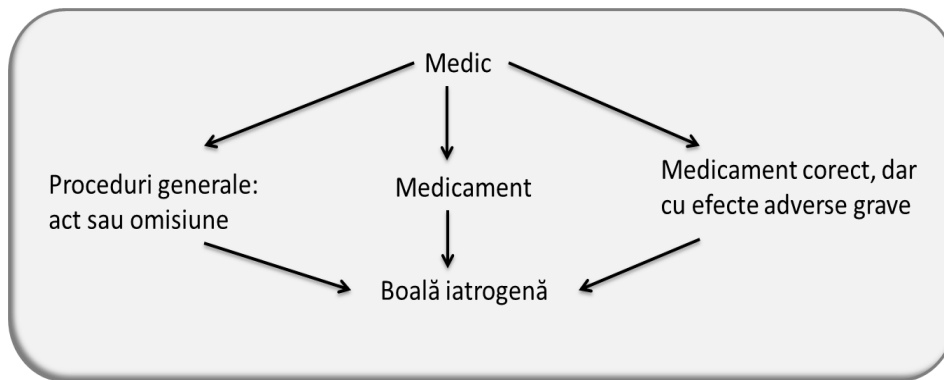 Medic
Proceduri generale:
act sau omisiune
Medicament
Medicament corect, dar
cu efecte adverse grave
Boală iatrogenă